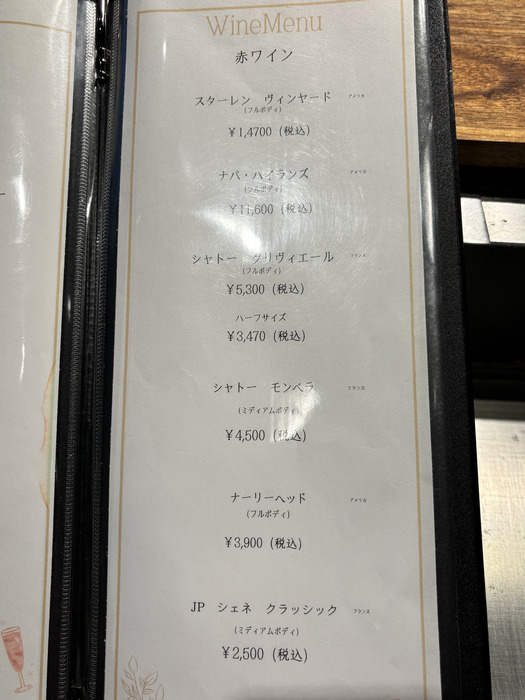 WineMenu
赤ワイン
スターレン ヴィンヤード アメリカ
(フルボディ)
￥1,4700 (税込)
ナパ・ハイランズ アメリカ
(フルボディ)
￥11,600 (税込)
シャトー グリヴィエール フランス
(フルボディ)
￥5,300 (税込)
ハーフサイズ
￥3,470 (税込)
シャトー モンペラ フランス
(ミディアムボディ)
￥4,500 (税込)
ナーリーヘッド アメリカ
(フルボディ)
￥3,900 (税込)
JP シェネ クラッシック フランス
(ミディアムボディ)
￥2,500 (税込)